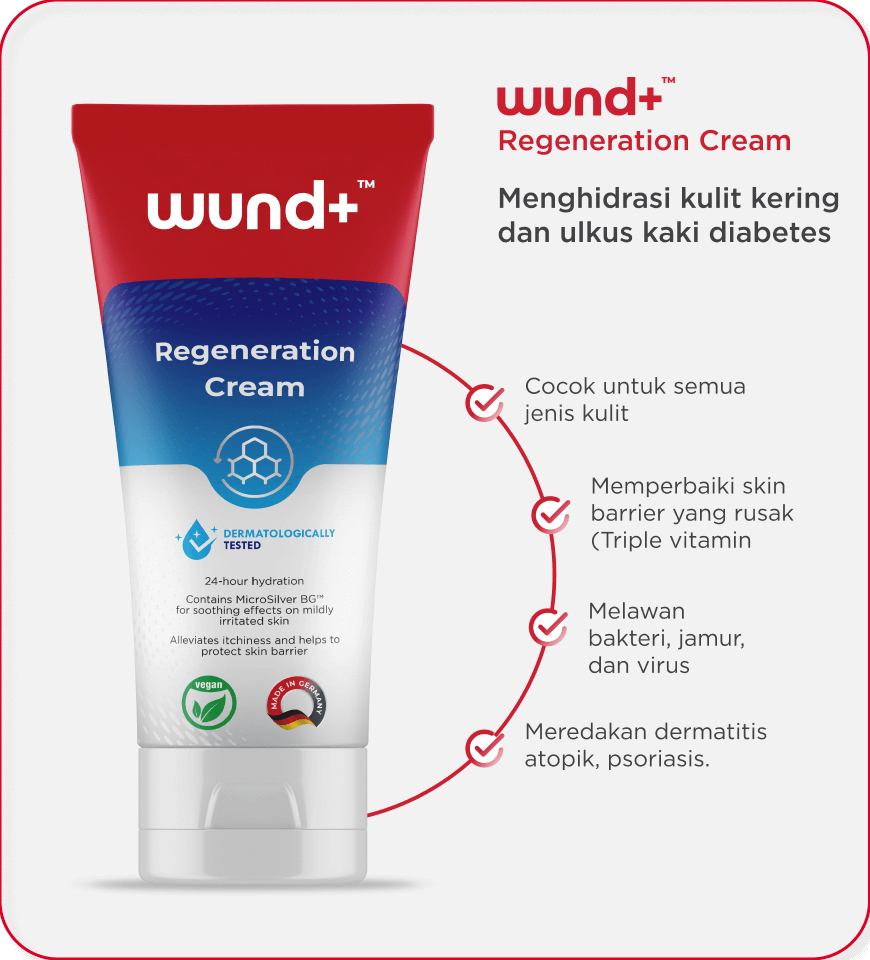 wund+™
Regeneration Cream
Menghidrasi kulit kering
dan ulkus kaki diabetes
wund+™
Regeneration
Cream
DERMATOLOGICALLY
TESTED
24-hour hydration
Contains MicroSilver BG™
for soothing effects on mildly
irritated skin
Alleviates itchiness and helps to
protect skin barrier
vegan
MADE IN GERMANY
Cocok untuk semua
jenis kulit
Memperbaiki skin
barrier yang rusak
(Triple vitamin
Melawan
bakteri, jamur,
dan virus
Meredakan dermatitis
atopik, psoriasis.